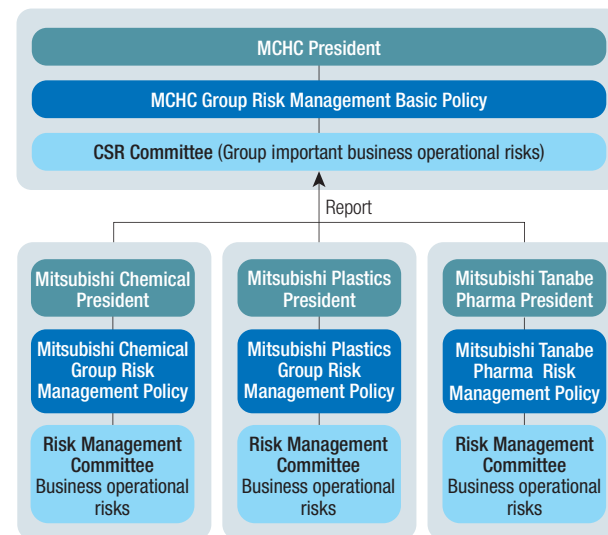 MCHC President
MCHC Group Risk Management Basic Policy
CSR Committee (Group important business operational risks)
Report
Mitsubishi Chemical
President
Mitsubishi Chemical
Group Risk
Management Policy
Risk Management
Committee
Business operational
risks
Mitsubishi Plastics
President
Mitsubishi Plastics
Group Risk
Management Policy
Risk Management
Committee
Business operational
risks
Mitsubishi Tanabe
Pharma President
Mitsubishi Tanabe
Pharma Risk
Management Policy
Risk Management
Committee
Business operational
risks